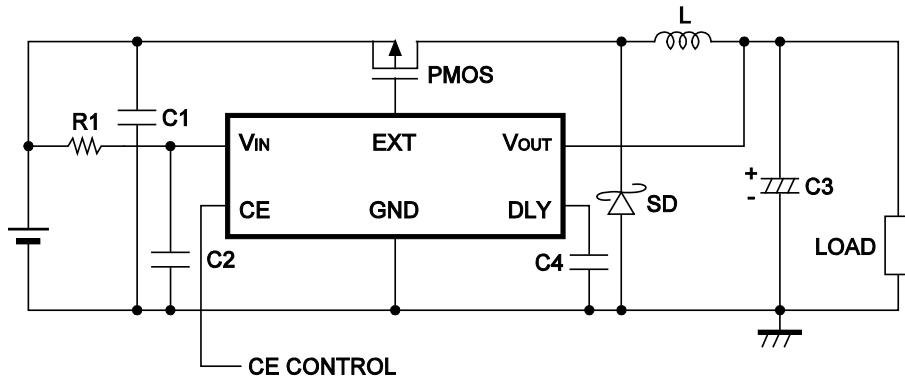 L
PMOS
R1
C1
VIN
EXT
VOUT
+
-
C3
CE
GND
DLY
SD
C2
C4
LOAD
CE CONTROL